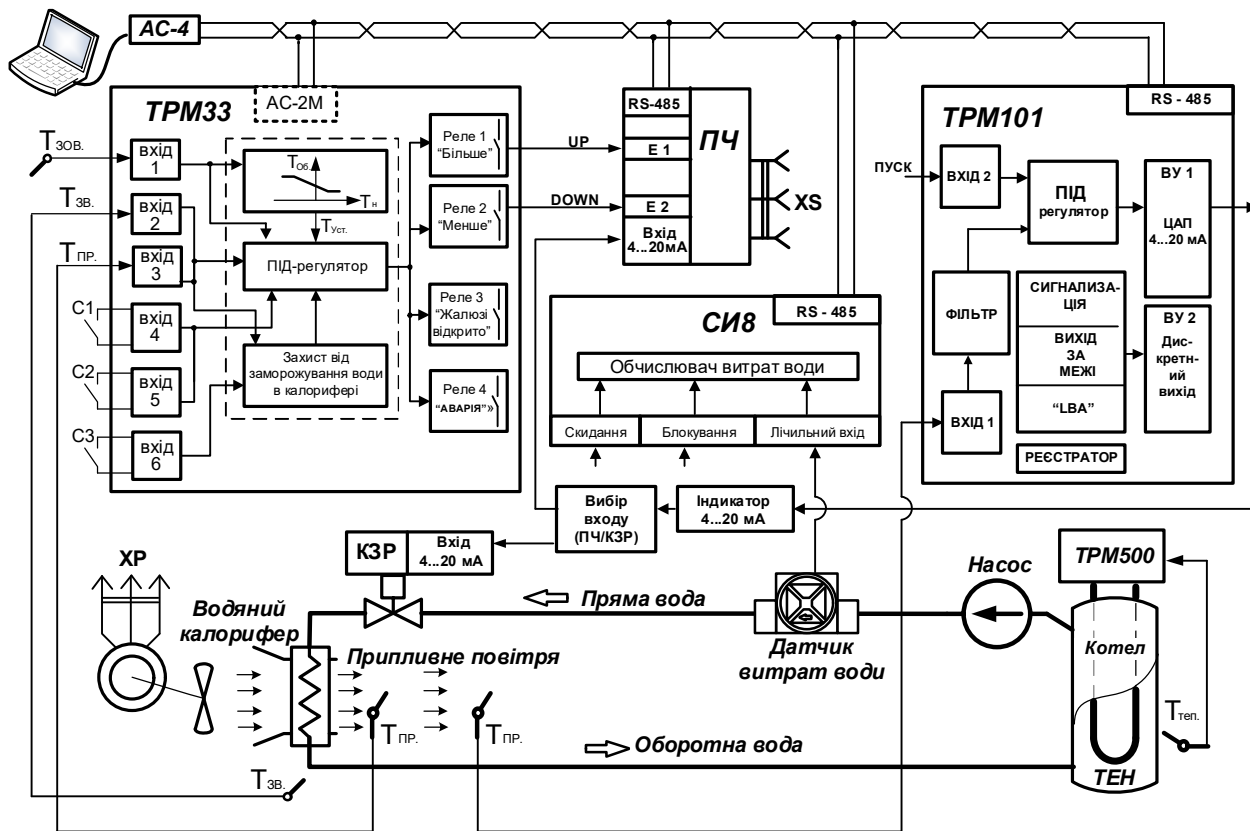 АС-4
АС-2М
ТРМ33
Т ЗОВ.
Т ЗВ.
Т ПР.
С1
С2
С3
вхід
1
вхід
2
вхід
3
вхід
4
вхід
5
вхід
6
Т Об.
Т н
Т Уст.
ПІД-регулятор
Захист від
заморожування води
в калорифері
Реле 1
“Більше”
Реле 2
“Менше”
Реле 3
“Жалюзі
відкрито”
Реле 4
“АВАРІЯ”»
UP
DOWN
RS-485
Е 1
Е 2
Вхід
4...20мА
ПЧ
XS
RS - 485
СИ8
Обчислювач витрат води
Скидання
Блокування
Лічильний вхід
RS - 485
ТРМ101
ПУСК
ВХІД 2
ПІД
регулятор
ВУ 1
ЦАП
4...20 мА
ФІЛЬТР
СИГНАЛИЗА-
ЦІЯ
ВИХІД
ЗА
МЕЖІ
“LBA”
ВУ 2
Дис-
кретн-
ий
вихід
ВХІД 1
РЕЄСТРАТОР
Вибір
входу
(ПЧ/КЗР)
Індикатор
4...20 мА
КЗР
Вхід
4...20 мА
ХР
Водяний
калорифер
Пряма вода
Припливне повітря
Датчик
витрат води
Насос
ТРМ500
Котел
Т теп.
ТЕН
Т ПР.
Т ПР.
Оборотна вода
Т ЗВ.